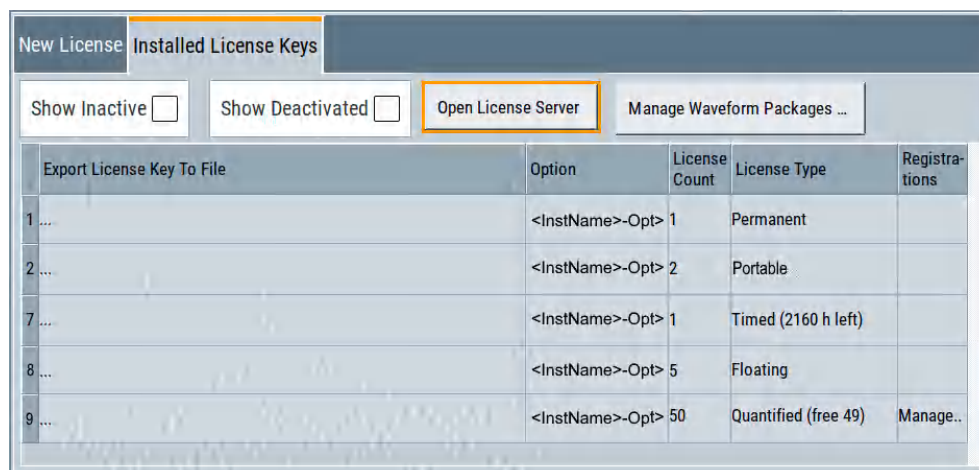 New License Installed License Keys
Show Inactive Show Deactivated Open License Server Manage Waveform Packages ...
Export License Key To File Option License Count License Type Registra-tions
1 ... <InstName>-Opt> 1 Permanent
2 ... <InstName>-Opt> 2 Portable
7 ... <InstName>-Opt> 1 Timed (2160 h left)
8 ... <InstName>-Opt> 5 Floating
9 ... <InstName>-Opt> 50 Quantified (free 49) Manage..